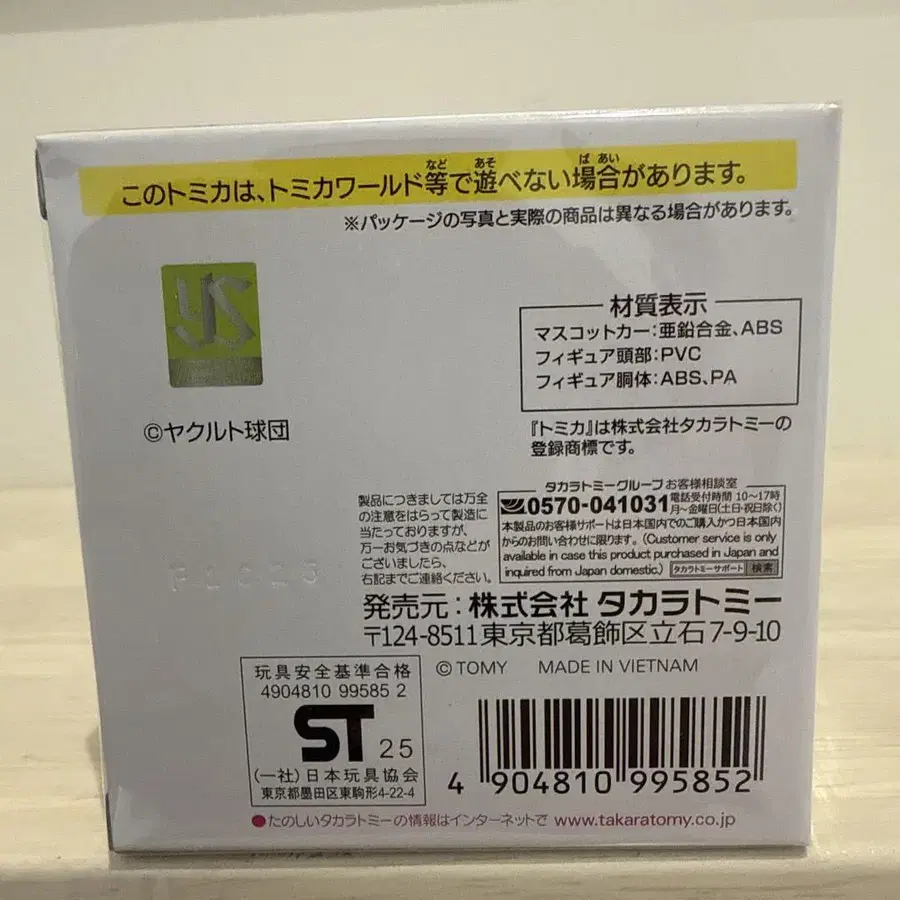 このトミカは、トミカワールド等で遊べない場合があります。
※パッケージの写真と実際の商品は異なる場合があります。
YS
©ヤクルト球団
材質表示
マスコットカー:亜鉛合金、ABS
フィギュア頭部:PVC
フィギュア胴体:ABS、PA
『トミカ』は株式会社タカラトミーの
登録商標です。
製品につきましては万全
の注意をはらって製造に
当たっておりますが、
万一お気づきの点などが
ございましたら、
右記までご連絡ください。
タカラトミーグループ お客様相談室
0570-041031 電話受付時間 10〜17時
月〜金曜日(土日・祝日除く)
本製品のお客様サポートは日本国内でのご購入かつ日本国内
からのお問い合わせに限ります。(Customer service is only
available in case this product purchased in Japan and
inquired from Japan domestic.) タカラトミーサポート 検索
発売元:株式会社 タカラトミー
〒124-8511 東京都葛飾区立石7-9-10
© TOMY MADE IN VIETNAM
玩具安全基準合格
4904810 99585 2
ST 25
(一社)日本玩具協会
東京都墨田区東駒形4-22-4
4 904810 995852
●たのしいタカラトミーの情報はインターネットで www.takaratomy.co.jp